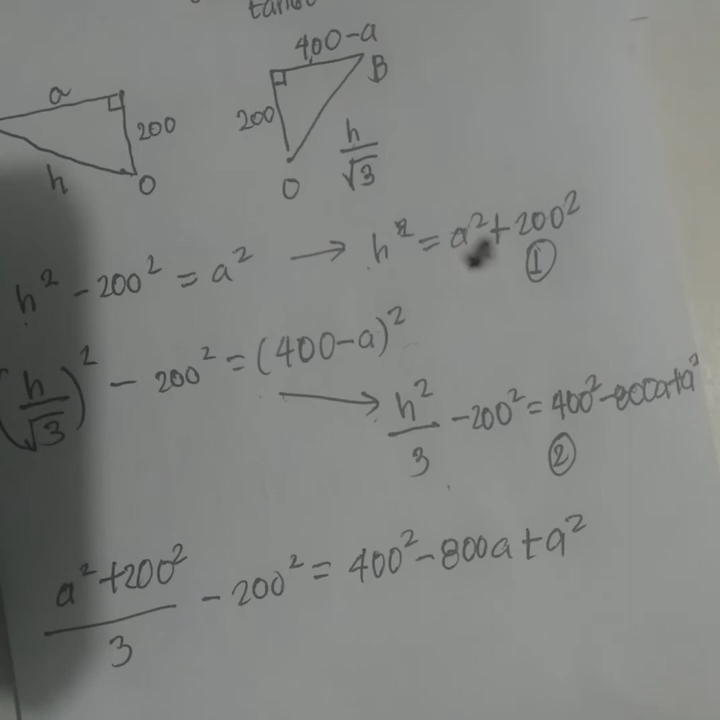 400-a
a
B
200
200
h/√3
h
O
O
h² - 200² = a² → h² = a² + 200²
①
(h/√3)² - 200² = (400-a)²
→ h²/3 - 200² = 400² - 800a + a²
②
(a² + 200²)/3 - 200² = 400² - 800a + a²